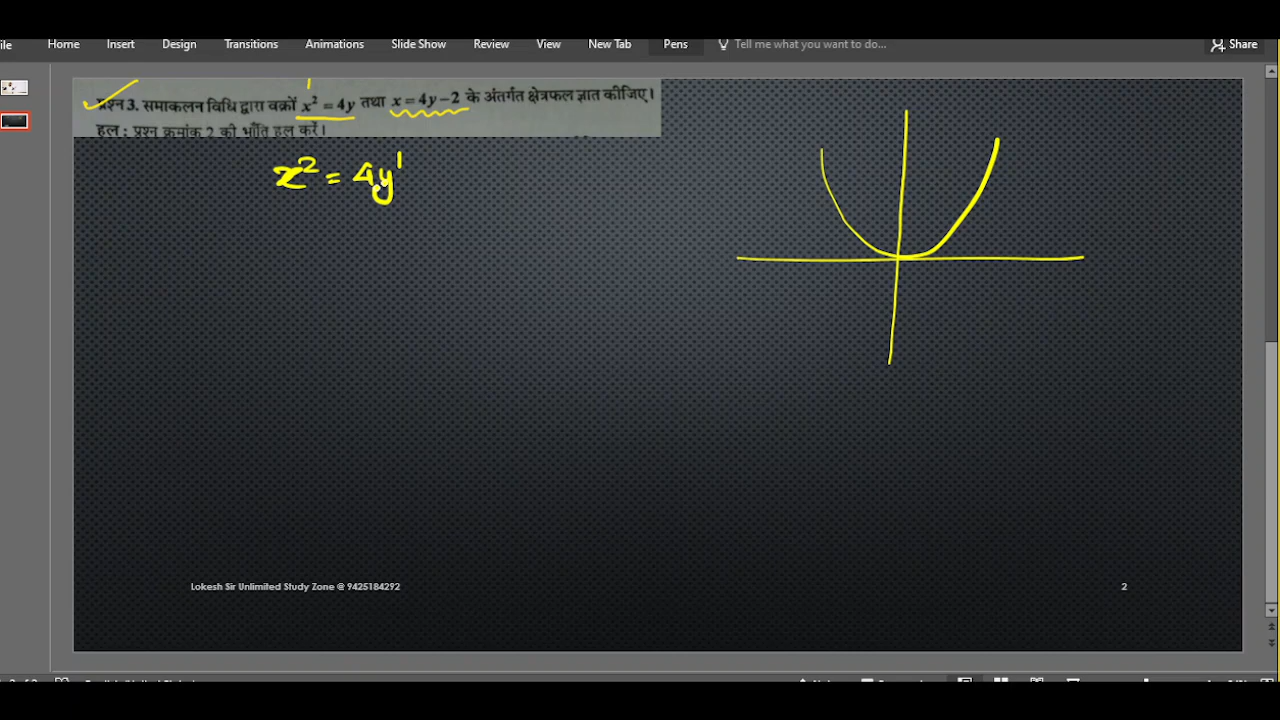 File Home Insert Design Transitions Animations Slide Show Review View New Tab Pens Tell me what you want to do... Share
प्रश्न 3. समाकलन विधि द्वारा वक्रों x² = 4y तथा x = 4y – 2 के अंतर्गत क्षेत्रफल ज्ञात कीजिए।
हल : प्रश्न क्रमांक 2 की भाँति हल करें।
x² = 4y
Lokesh Sir Unlimited Study Zone @ 9425184292 2